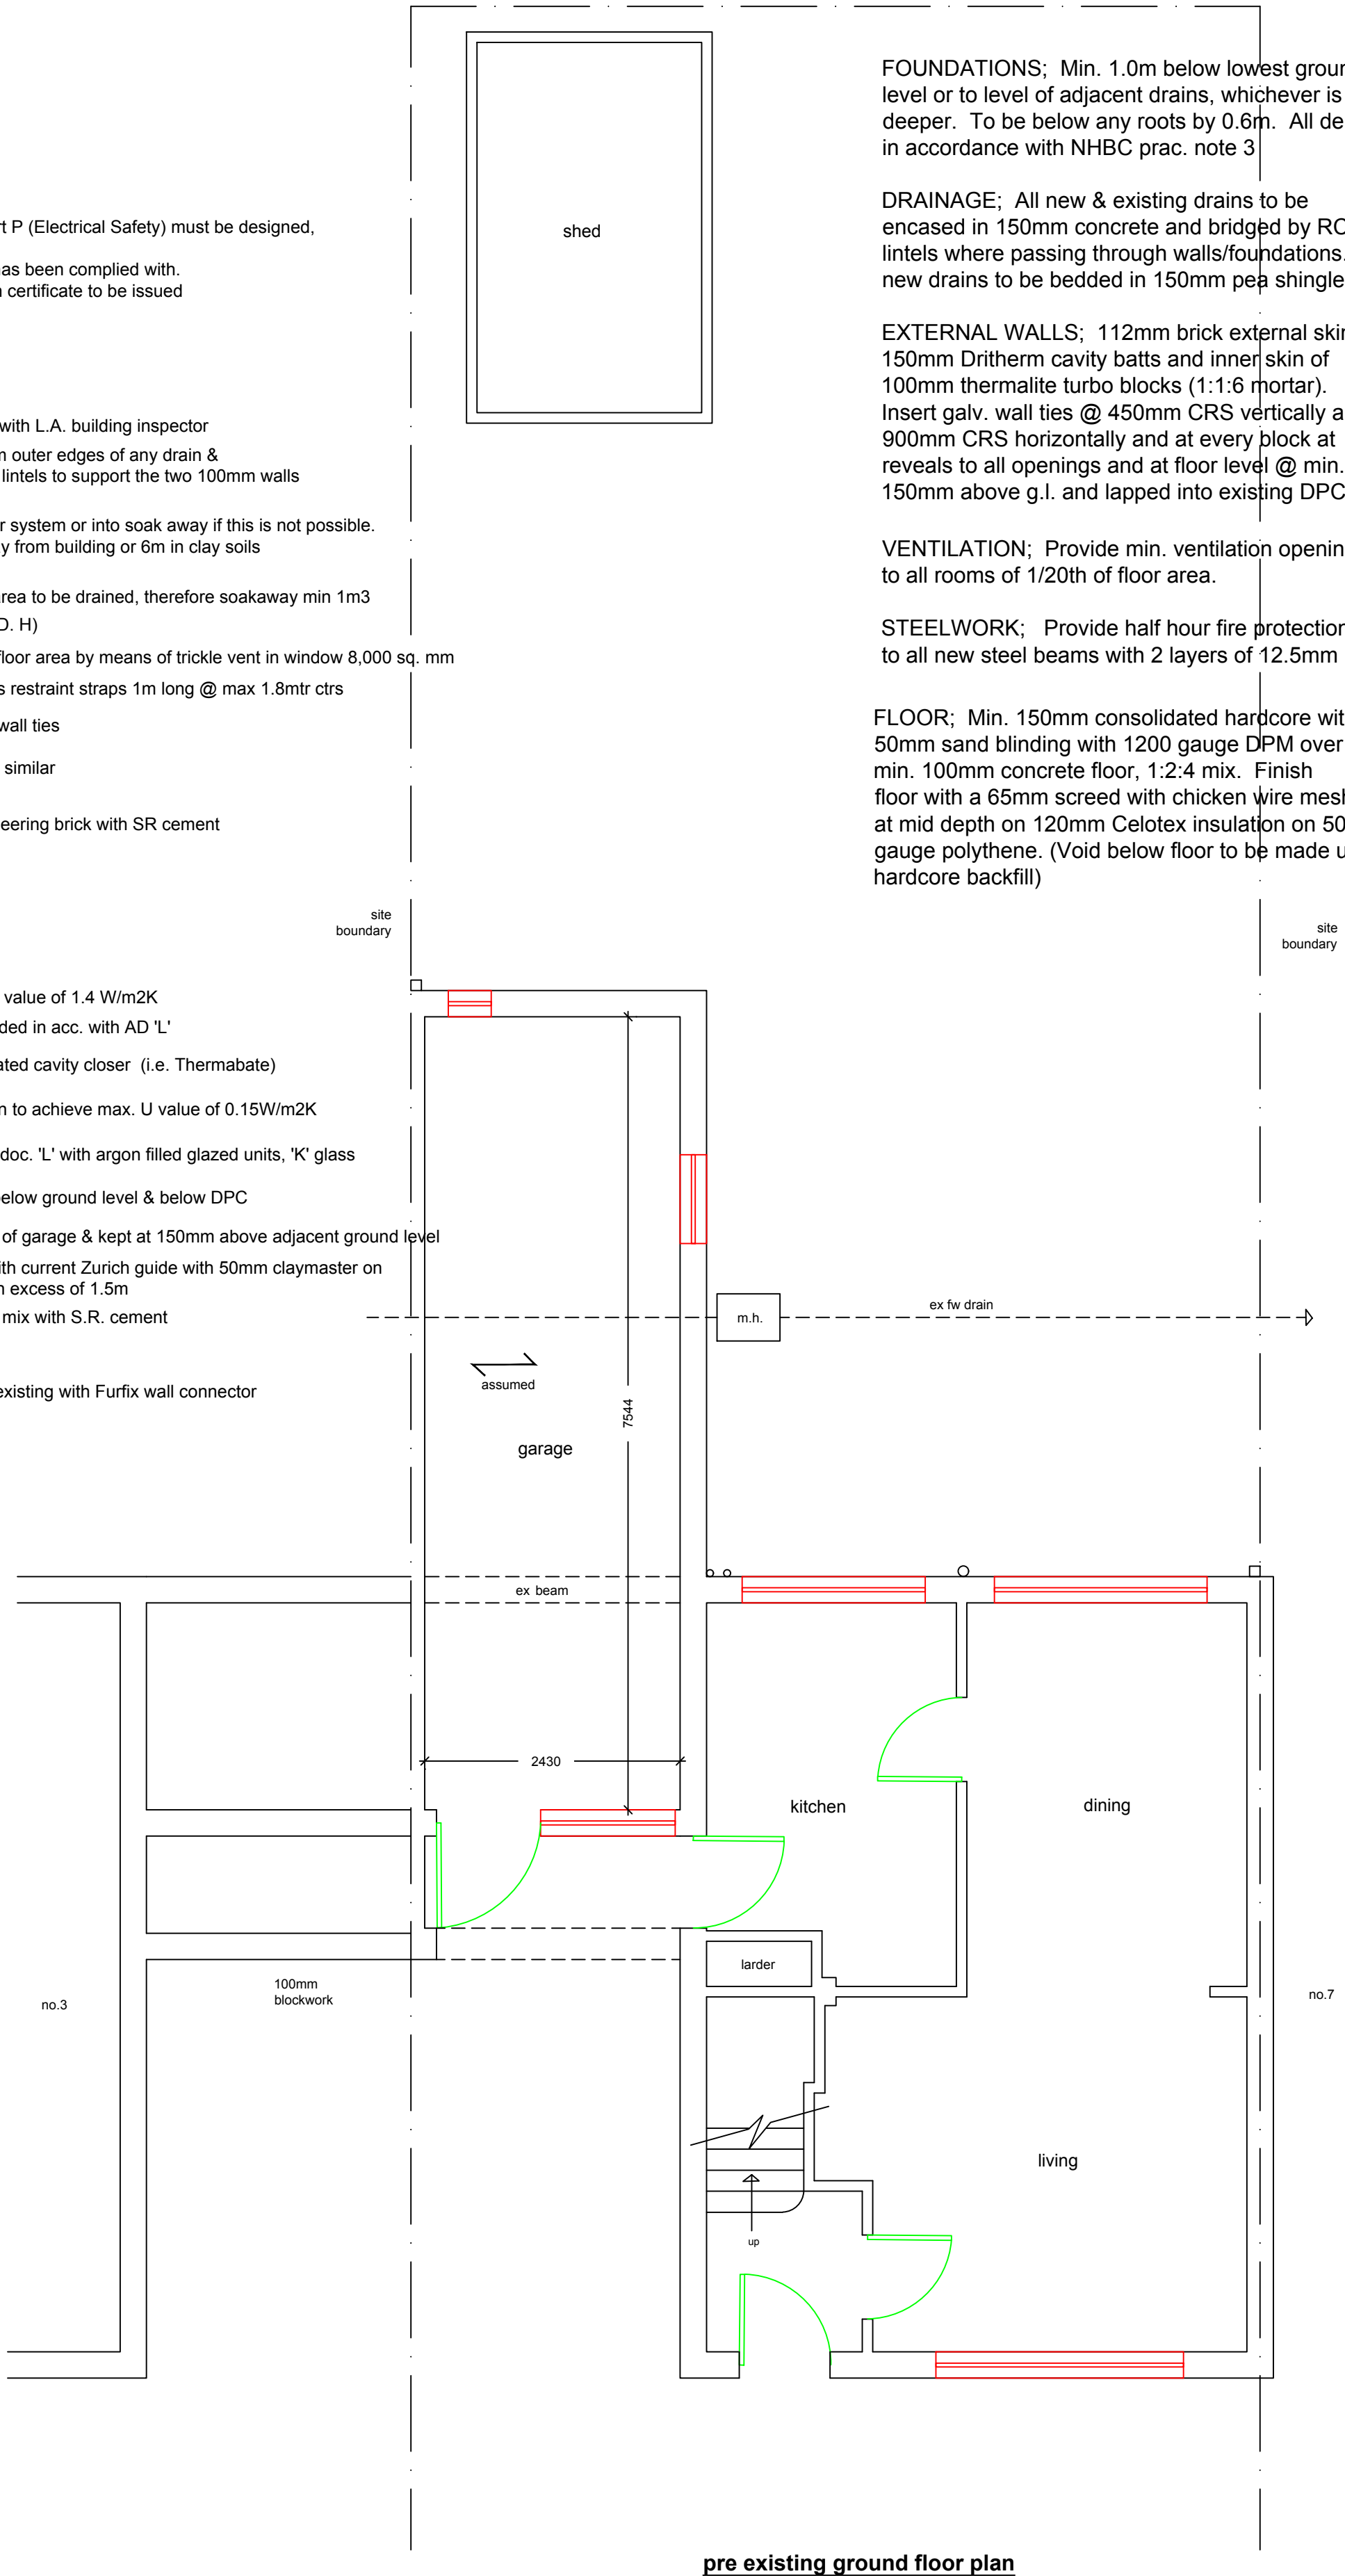 FOUNDATIONS; Min. 1.0m below lowest
level or to level of adjacent drains, whichever is
deeper. To be below any roots by 0.6m. All
in accordance with NHBC prac. note 3
DRAINAGE; All new & existing drains to be
encased in 150mm concrete and bridged by RC
lintels where passing through walls/foundations.
new drains to be bedded in 150mm pea shingle
EXTERNAL WALLS; 112mm brick external
150mm Dritherm cavity batts and inner skin of
100mm thermalite turbo blocks (1:1:6 mortar).
Insert galv. wall ties @ 450mm CRS vertically
900mm CRS horizontally and at every block at
reveals to all openings and at floor level @ min.
150mm above g.l. and lapped into existing DPC
VENTILATION; Provide min. ventilation
to all rooms of 1/20th of floor area.
STEELWORK; Provide half hour fire protection
to all new steel beams with 2 layers of 12.5mm
FLOOR; Min. 150mm consolidated hardcore
50mm sand blinding with 1200 gauge DPM over
min. 100mm concrete floor, 1:2:4 mix. Finish
floor with a 65mm screed with chicken wire
at mid depth on 120mm Celotex insulation on
gauge polythene. (Void below floor to be made
hardcore backfill)
P (Electrical Safety) must be designed,
has been complied with.
certificate to be issued
with L.A. building inspector
outer edges of any drain &
lintels to support the two 100mm walls
system or into soak away if this is not possible.
from building or 6m in clay soils
area to be drained, therefore soakaway min 1m3
D. H)
floor area by means of trickle vent in window 8,000 sq. mm
restraint straps 1m long @ max 1.8mtr ctrs
wall ties
similar
brick with SR cement
value of 1.4 W/m2K
in acc. with AD 'L'
cavity closer (i.e. Thermabate)
to achieve max. U value of 0.15W/m2K
doc. 'L' with argon filled glazed units, 'K' glass
below ground level & below DPC
of garage & kept at 150mm above adjacent ground level
with current Zurich guide with 50mm claymaster on
excess of 1.5m
mix with S.R. cement
existing with Furfix wall connector
shed
site
boundary
site
boundary
m.h.
ex fw drain
assumed
7544
garage
ex beam
2430
kitchen
dining
larder
100mm
blockwork
no.3
no.7
living
up
pre existing ground floor plan